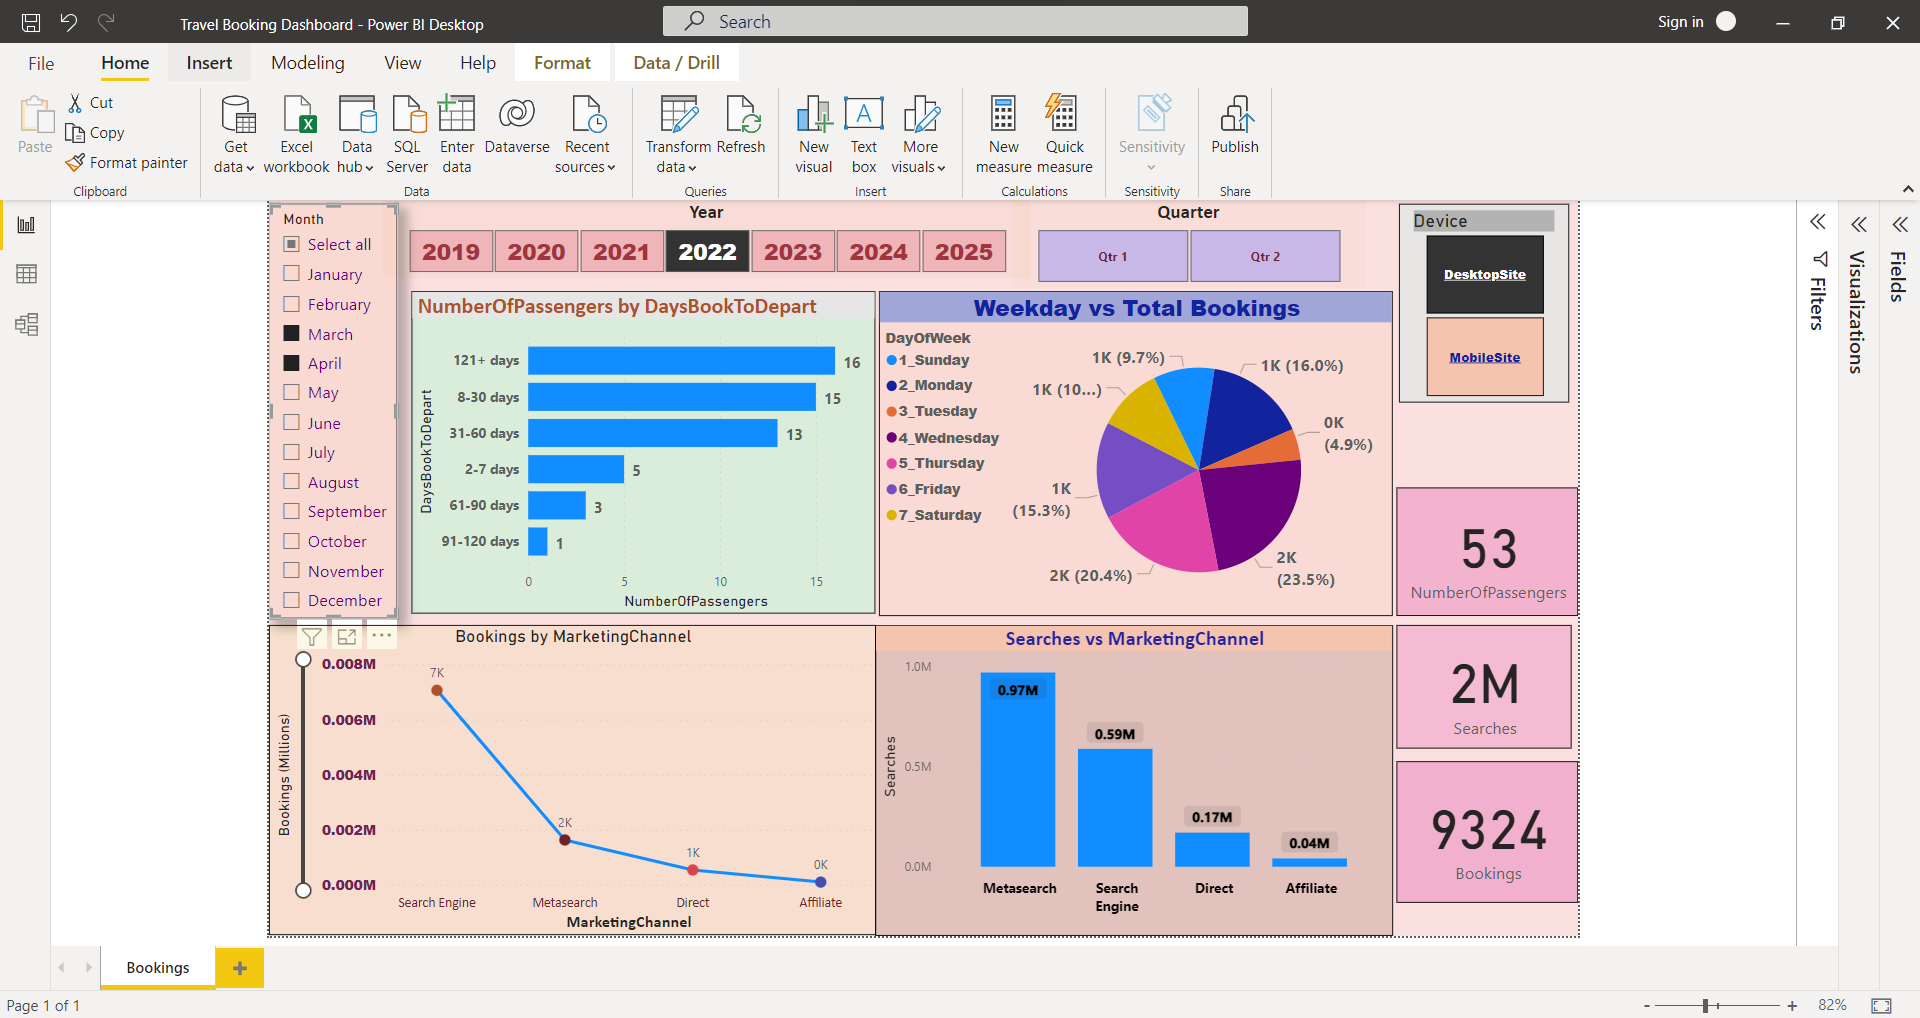 Travel Booking Dashboard - Power BI Desktop
Search
Sign in
File
Home
Insert
Modeling
View
Help
Format
Data / Drill
Paste
Cut
Copy
Format painter
Clipboard
Get
data
Excel
workbook
Data
hub
SQL
Server
Enter
data
Dataverse
Recent
sources
Data
Transform
data
Refresh
Queries
New
visual
Text
box
More
visuals
Insert
New
measure
Quick
measure
Calculations
Sensitivity
Sensitivity
Publish
Share
Month
Select all
January
February
March
April
May
June
July
August
September
October
November
December
Year
2019
2020
2021
2022
2023
2024
2025
Quarter
Qtr 1
Qtr 2
Device
DesktopSite
MobileSite
Filters
Visualizations
Fields
NumberOfPassengers by DaysBookToDepart
DaysBookToDepart
121+ days
16
8-30 days
15
31-60 days
13
2-7 days
5
61-90 days
3
91-120 days
1
0
5
10
15
NumberOfPassengers
Weekday vs Total Bookings
DayOfWeek
1_Sunday
2_Monday
3_Tuesday
4_Wednesday
5_Thursday
6_Friday
7_Saturday
1K (9.7%)
1K (16.0%)
1K (10...)
0K
(4.9%)
1K
(15.3%)
2K (20.4%)
2K
(23.5%)
53
NumberOfPassengers
Bookings by MarketingChannel
Bookings (Millions)
0.008M
0.006M
0.004M
0.002M
0.000M
7K
2K
1K
0K
Search Engine
Metasearch
Direct
Affiliate
MarketingChannel
Searches vs MarketingChannel
Searches
1.0M
0.5M
0.0M
0.97M
0.59M
0.17M
0.04M
Metasearch
Search
Engine
Direct
Affiliate
2M
Searches
9324
Bookings
Bookings
Page 1 of 1
82%